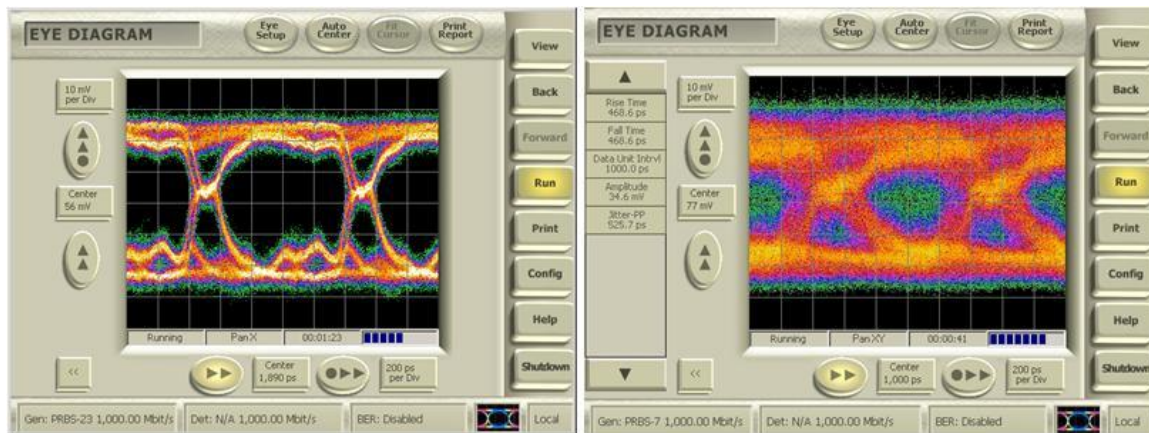 EYE DIAGRAM
Eye
Setup
Auto
Center
Fit
Cursor
Print
Report
View
Back
Forward
Run
Print
Config
Help
Shutdown
10 mV
per Div
Center
56 mV
Running
Pan X
00:01:23
<<
Center
1,890 ps
200 ps
per Div
Gen: PRBS-23 1,000.00 Mbit/s
Det: N/A 1,000.00 Mbit/s
BER: Disabled
Local
EYE DIAGRAM
Eye
Setup
Auto
Center
Fit
Cursor
Print
Report
View
Back
Forward
Run
Print
Config
Help
Shutdown
Rise Time
468.6 ps
Fall Time
468.6 ps
Data Unit Intrvl
1000.0 ps
Amplitude
34.6 mV
Jitter-PP
525.7 ps
10 mV
per Div
Center
77 mV
Running
Pan XY
00:00:41
<<
Center
1,000 ps
200 ps
per Div
Gen: PRBS-7 1,000.00 Mbit/s
Det: N/A 1,000.00 Mbit/s
BER: Disabled
Local